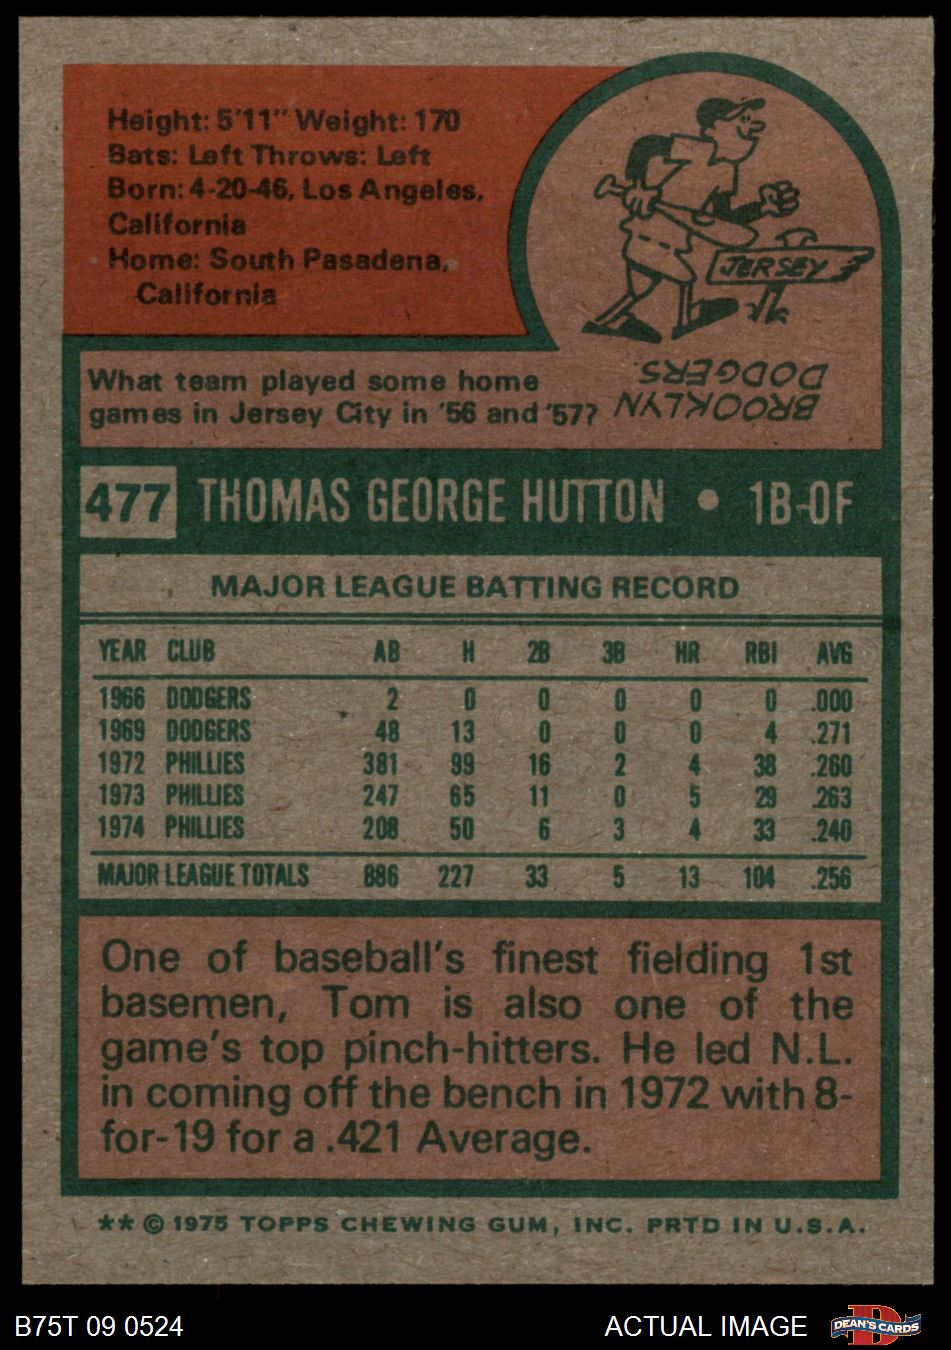 Height: 5'11" Weight: 170
Bats: Left Throws: Left
Born: 4-20-46, Los Angeles,
California
Home: South Pasadena,
California
JERSEY
What team played some home
games in Jersey City in '56 and '57?
BROOKLYN
DODGERS.
477 THOMAS GEORGE HUTTON • 1B-OF
MAJOR LEAGUE BATTING RECORD
YEAR CLUB AB H 2B 3B HR RBI AVG
1966 DODGERS 2 0 0 0 0 0 .000
1969 DODGERS 48 13 0 0 0 4 .271
1972 PHILLIES 381 99 16 2 4 38 .260
1973 PHILLIES 247 65 11 0 5 29 .263
1974 PHILLIES 208 50 6 3 4 33 .240
MAJOR LEAGUE TOTALS 886 227 33 5 13 104 .256
One of baseball's finest fielding 1st
basemen, Tom is also one of the
game's top pinch-hitters. He led N.L.
in coming off the bench in 1972 with 8-
for-19 for a .421 Average.
** © 1975 TOPPS CHEWING GUM, INC. PRTD IN U.S.A.
B75T 09 0524
ACTUAL IMAGE
DEAN'S CARDS